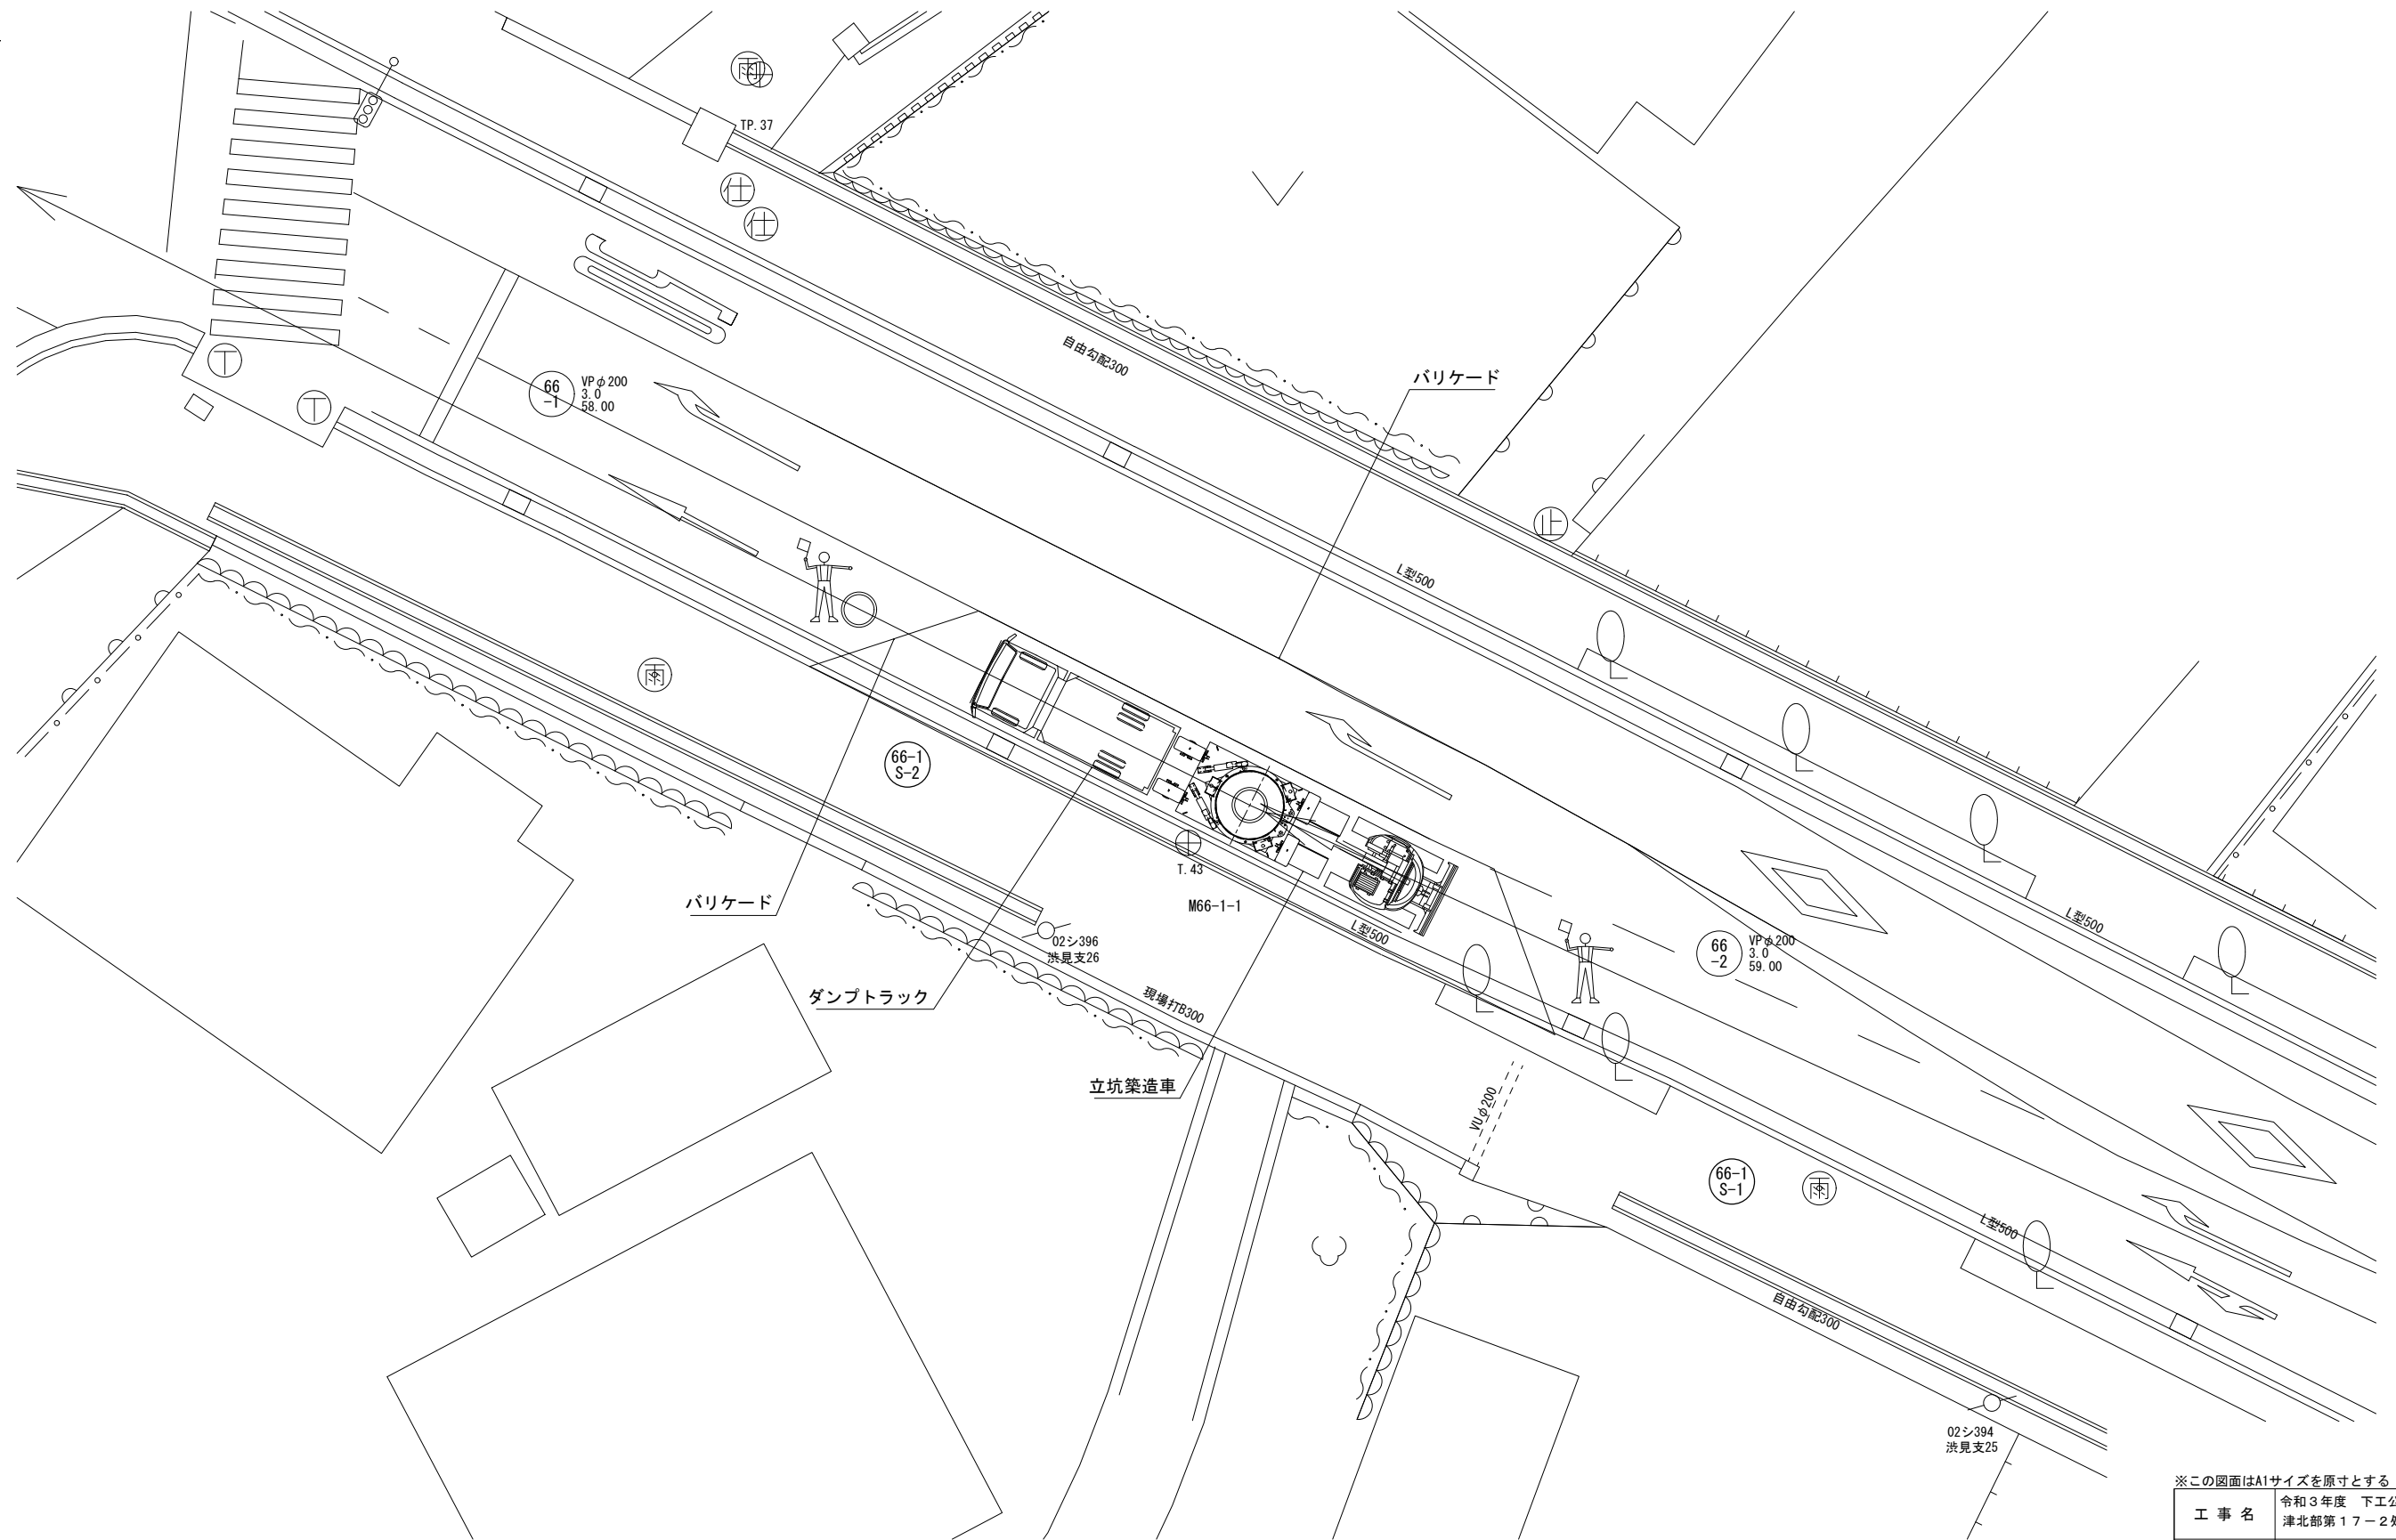 雨
TP.37
仕
仕
自由勾配300
バリケード
66
-1
VPφ200
3.0
58.00
T
T
止
L型500
雨
66-1
S-2
T.43
M66-1-1
バリケード
L型500
02シ396
渋見支26
ダンプトラック
現場打B300
立坑築造車
66
-2
VPφ200
3.0
59.00
L型500
VUφ200
66-1
S-1
雨
L型500
自由勾配300
02シ394
渋見支25
※この図面はA1サイズを原寸とする
工事名
令和3年度 下工公
津北部第17-2処